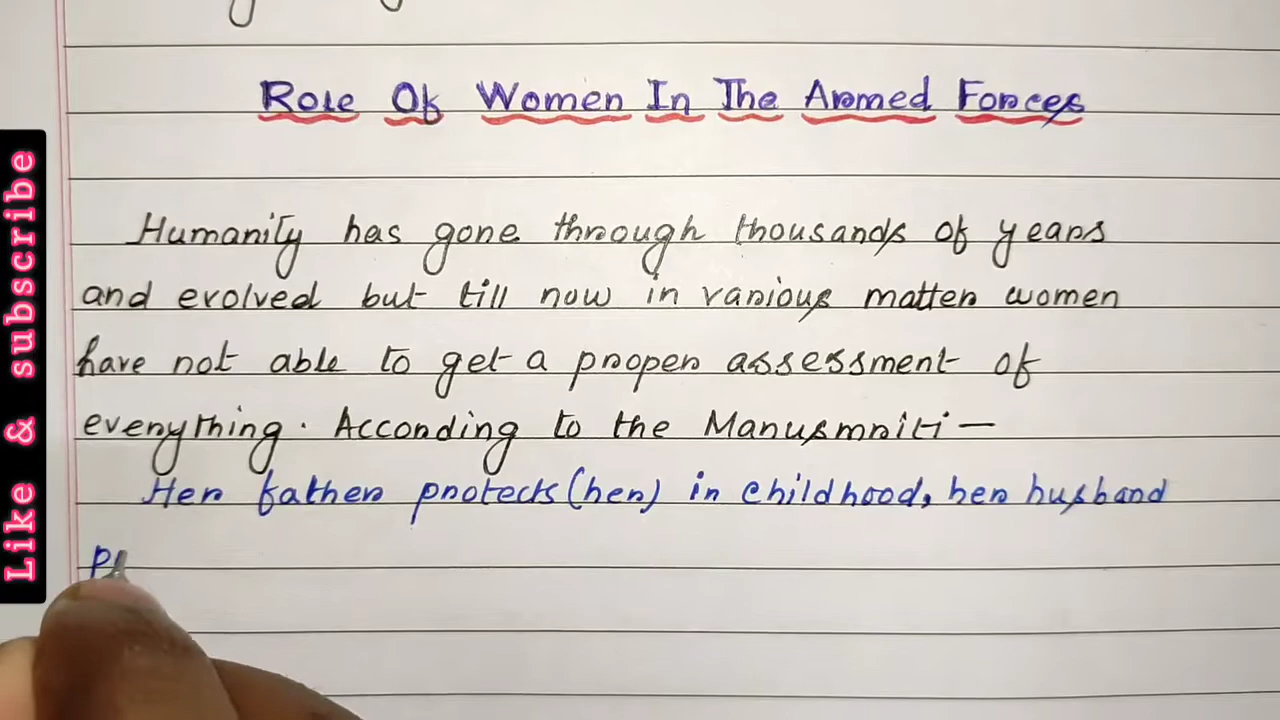 Like & subscribe
Role Of Women In The Armed Forces
Humanity has gone through thousands of years
and evolved but till now in various matter women
have not able to get a proper assessment of
everything. According to the Manusmriti —
Her father protects (her) in childhood, her husband